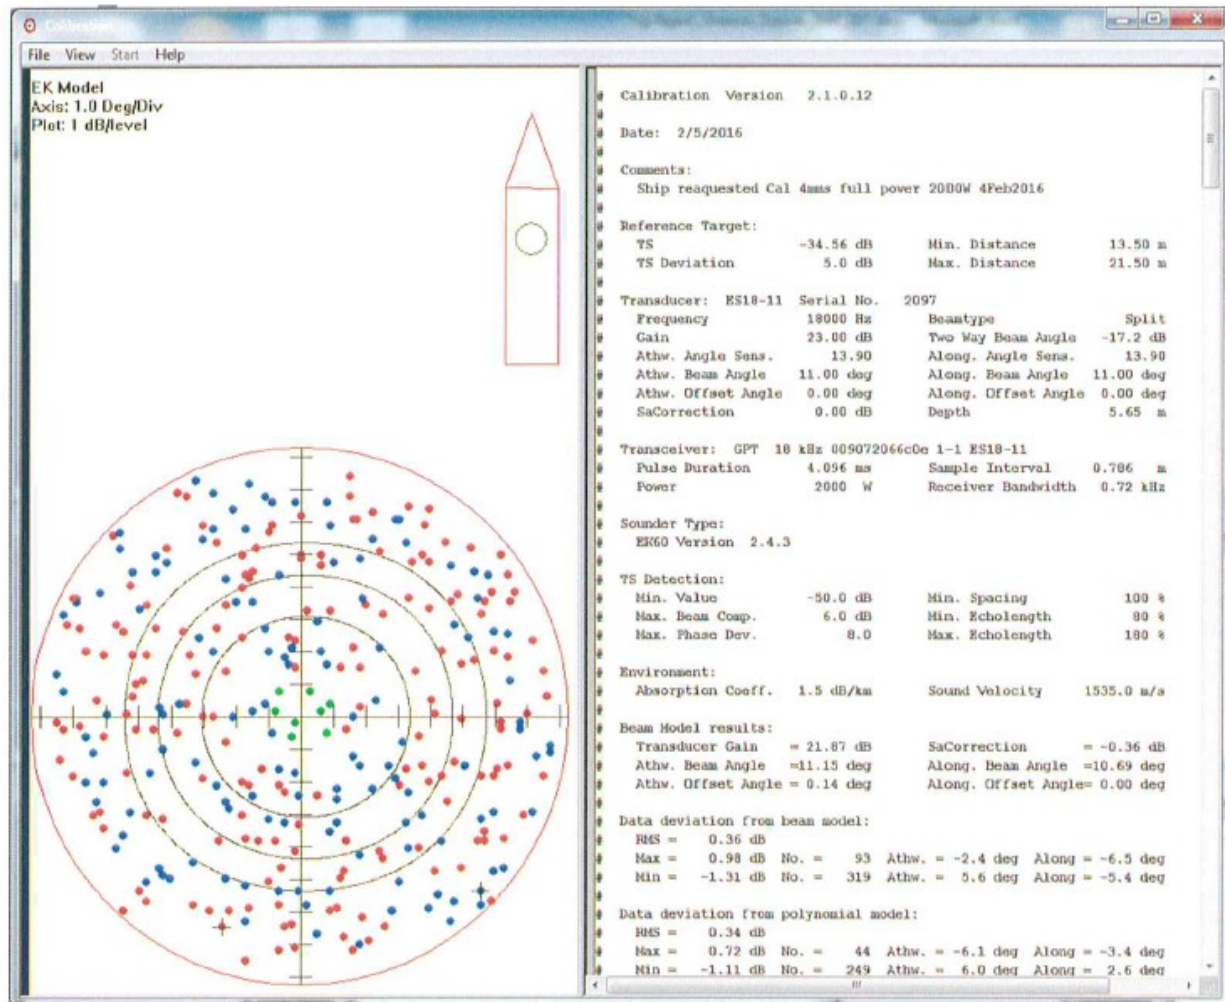 Calibration
File View Start Help
EK Model
Axis: 1.0 Deg/Div
Plot: 1 dB/level
# Calibration Version 2.1.0.12
#
# Date: 2/5/2016
#
# Comments:
# Ship reaquested Cal 4mms full power 2000W 4Feb2016
#
# Reference Target:
# TS -34.56 dB Min. Distance 13.50 m
# TS Deviation 5.0 dB Max. Distance 21.50 m
#
# Transducer: ES18-11 Serial No. 2097
# Frequency 18000 Hz Beamtype Split
# Gain 23.00 dB Two Way Beam Angle -17.2 dB
# Athw. Angle Sens. 13.90 Along. Angle Sens. 13.90
# Athw. Beam Angle 11.00 deg Along. Beam Angle 11.00 deg
# Athw. Offset Angle 0.00 deg Along. Offset Angle 0.00 deg
# SaCorrection 0.00 dB Depth 5.65 m
#
# Transceiver: GPT 18 kHz 009072066c0e 1-1 ES18-11
# Pulse Duration 4.096 ms Sample Interval 0.786 m
# Power 2000 W Receiver Bandwidth 0.72 kHz
#
# Sounder Type:
# EK60 Version 2.4.3
#
# TS Detection:
# Min. Value -50.0 dB Min. Spacing 100 %
# Max. Beam Comp. 6.0 dB Min. Echolength 80 %
# Max. Phase Dev. 8.0 Max. Echolength 180 %
#
# Environment:
# Absorption Coeff. 1.5 dB/km Sound Velocity 1535.0 m/s
#
# Beam Model results:
# Transducer Gain = 21.87 dB SaCorrection = -0.36 dB
# Athw. Beam Angle =11.15 deg Along. Beam Angle =10.69 deg
# Athw. Offset Angle = 0.14 deg Along. Offset Angle= 0.00 deg
#
# Data deviation from beam model:
# RMS = 0.36 dB
# Max = 0.98 dB No. = 93 Athw. = -2.4 deg Along = -6.5 deg
# Min = -1.31 dB No. = 319 Athw. = 5.6 deg Along = -5.4 deg
#
# Data deviation from polynomial model:
# RMS = 0.34 dB
# Max = 0.72 dB No. = 44 Athw. = -6.1 deg Along = -3.4 deg
# Min = -1.11 dB No. = 249 Athw. = 6.0 deg Along = 2.6 deg